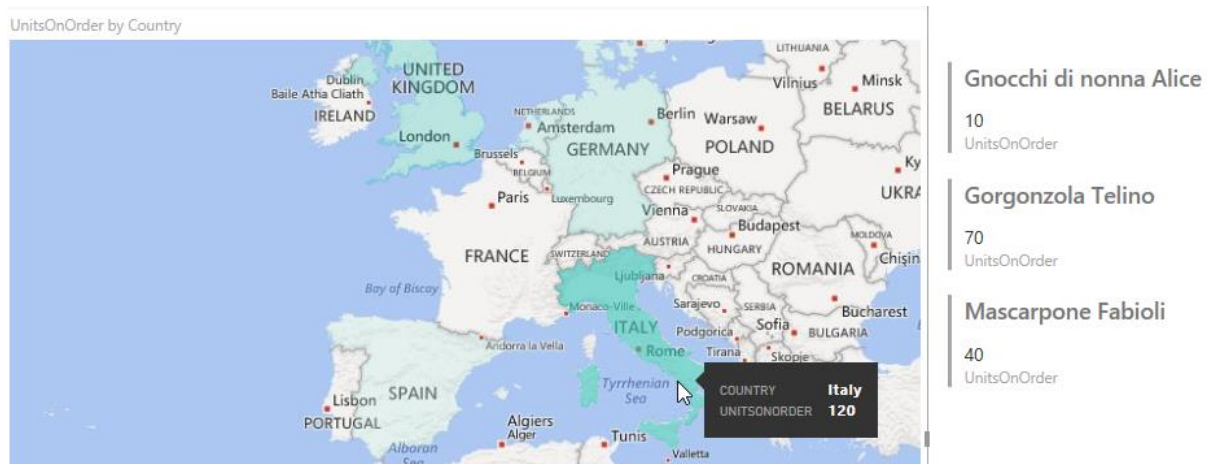 UnitsOnOrder by Country
LITHUANIA
Vilnius
Minsk
UNITED
KINGDOM
Dublin
Baile Atha Cliath
IRELAND
BELARUS
NETHERLANDS
Berlin
Warsaw
Amsterdam
London
GERMANY
POLAND
Brussels
BELGIUM
Prague
CZECH REPUBLIC
Paris
Luxembourg
SLOVAKIA
Vienna
Budapest
MOLDOVA
AUSTRIA
HUNGARY
FRANCE
SWITZERLAND
Chişin
Ljubljana
CROATIA
ROMANIA
Bay of Biscay
Monaco-Ville
Sarajevo
SERBIA
Bucharest
ITALY
Podgorica
Sofia
BULGARIA
Andorra la Vella
Rome
Tirana
Skopje
SPAIN
Tyrrhenian
Sea
Lisbon
PORTUGAL
Algiers
Alger
Tunis
Alboran
Sea
Valletta
COUNTRY Italy
UNITSONORDER 120
Gnocchi di nonna Alice
10
UnitsOnOrder
Gorgonzola Telino
70
UnitsOnOrder
Mascarpone Fabioli
40
UnitsOnOrder